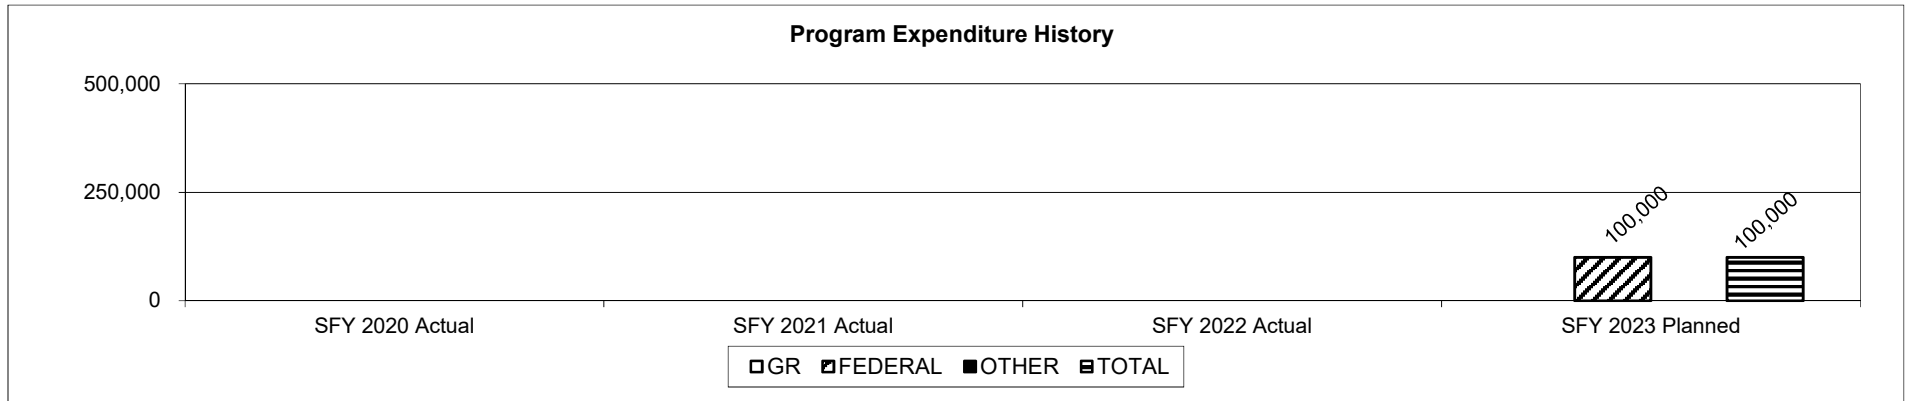 Program Expenditure History
500,000
250,000
0
100,000
100,000
SFY 2020 Actual
SFY 2021 Actual
SFY 2022 Actual
SFY 2023 Planned
GR FEDERAL OTHER TOTAL